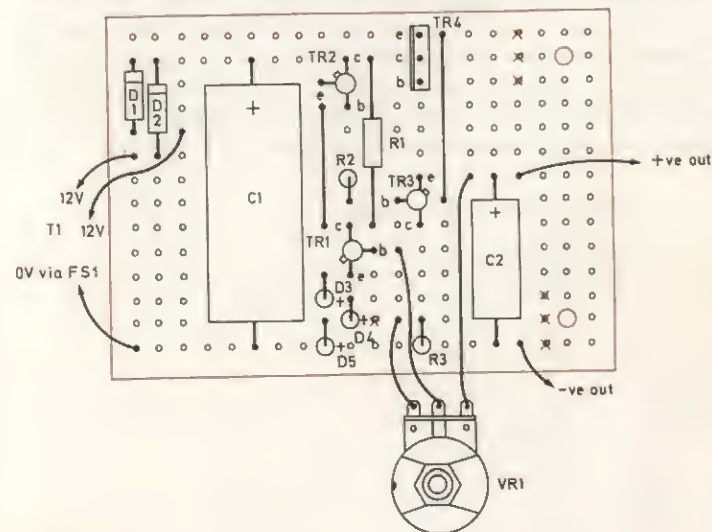 TR4
TR2
e
c
c
e
b
b
D1
D2
R1
R2
TR3
e
b
c
+ve out
12V
T1
12V
C1
C2
TR1
c
b
e
0V via FS1
D3
D4
D5
R3
-ve out
VR1
+
+
+
+
+